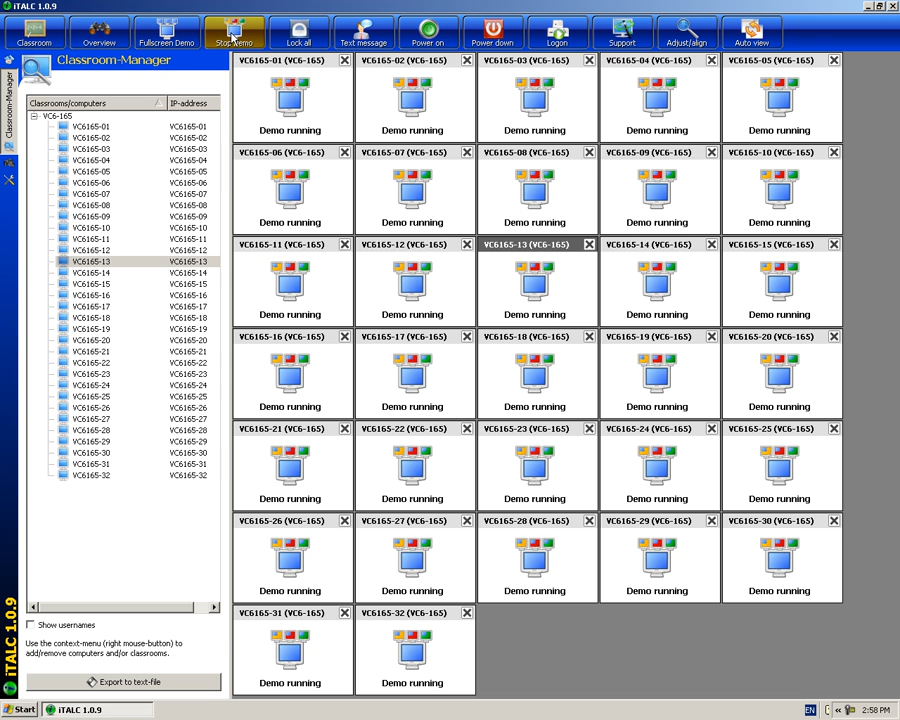 iTALC 1.0.9
Classroom
Overview
Fullscreen Demo
Stop demo
Lock all
Text message
Power on
Power down
Logon
Support
Adjust/align
Auto view
Classroom-Manager
Classroom-Manager
Classrooms/computers IP-address
VC6-165
VC6165-01 VC6165-01
VC6165-02 VC6165-02
VC6165-03 VC6165-03
VC6165-04 VC6165-04
VC6165-05 VC6165-05
VC6165-06 VC6165-06
VC6165-07 VC6165-07
VC6165-08 VC6165-08
VC6165-09 VC6165-09
VC6165-10 VC6165-10
VC6165-11 VC6165-11
VC6165-12 VC6165-12
VC6165-13 VC6165-13
VC6165-14 VC6165-14
VC6165-15 VC6165-15
VC6165-16 VC6165-16
VC6165-17 VC6165-17
VC6165-18 VC6165-18
VC6165-19 VC6165-19
VC6165-20 VC6165-20
VC6165-21 VC6165-21
VC6165-22 VC6165-22
VC6165-23 VC6165-23
VC6165-24 VC6165-24
VC6165-25 VC6165-25
VC6165-26 VC6165-26
VC6165-27 VC6165-27
VC6165-28 VC6165-28
VC6165-29 VC6165-29
VC6165-30 VC6165-30
VC6165-31 VC6165-31
VC6165-32 VC6165-32
Show usernames
Use the context-menu (right mouse-button) to
add/remove computers and/or classrooms.
Export to text-file
iTALC 1.0.9
VC6165-01 (VC6-165) VC6165-02 (VC6-165) VC6165-03 (VC6-165) VC6165-04 (VC6-165) VC6165-05 (VC6-165)
Demo running Demo running Demo running Demo running Demo running
VC6165-06 (VC6-165) VC6165-07 (VC6-165) VC6165-08 (VC6-165) VC6165-09 (VC6-165) VC6165-10 (VC6-165)
Demo running Demo running Demo running Demo running Demo running
VC6165-11 (VC6-165) VC6165-12 (VC6-165) VC6165-13 (VC6-165) VC6165-14 (VC6-165) VC6165-15 (VC6-165)
Demo running Demo running Demo running Demo running Demo running
VC6165-16 (VC6-165) VC6165-17 (VC6-165) VC6165-18 (VC6-165) VC6165-19 (VC6-165) VC6165-20 (VC6-165)
Demo running Demo running Demo running Demo running Demo running
VC6165-21 (VC6-165) VC6165-22 (VC6-165) VC6165-23 (VC6-165) VC6165-24 (VC6-165) VC6165-25 (VC6-165)
Demo running Demo running Demo running Demo running Demo running
VC6165-26 (VC6-165) VC6165-27 (VC6-165) VC6165-28 (VC6-165) VC6165-29 (VC6-165) VC6165-30 (VC6-165)
Demo running Demo running Demo running Demo running Demo running
VC6165-31 (VC6-165) VC6165-32 (VC6-165)
Demo running Demo running
Start iTALC 1.0.9 EN « 2:58 PM